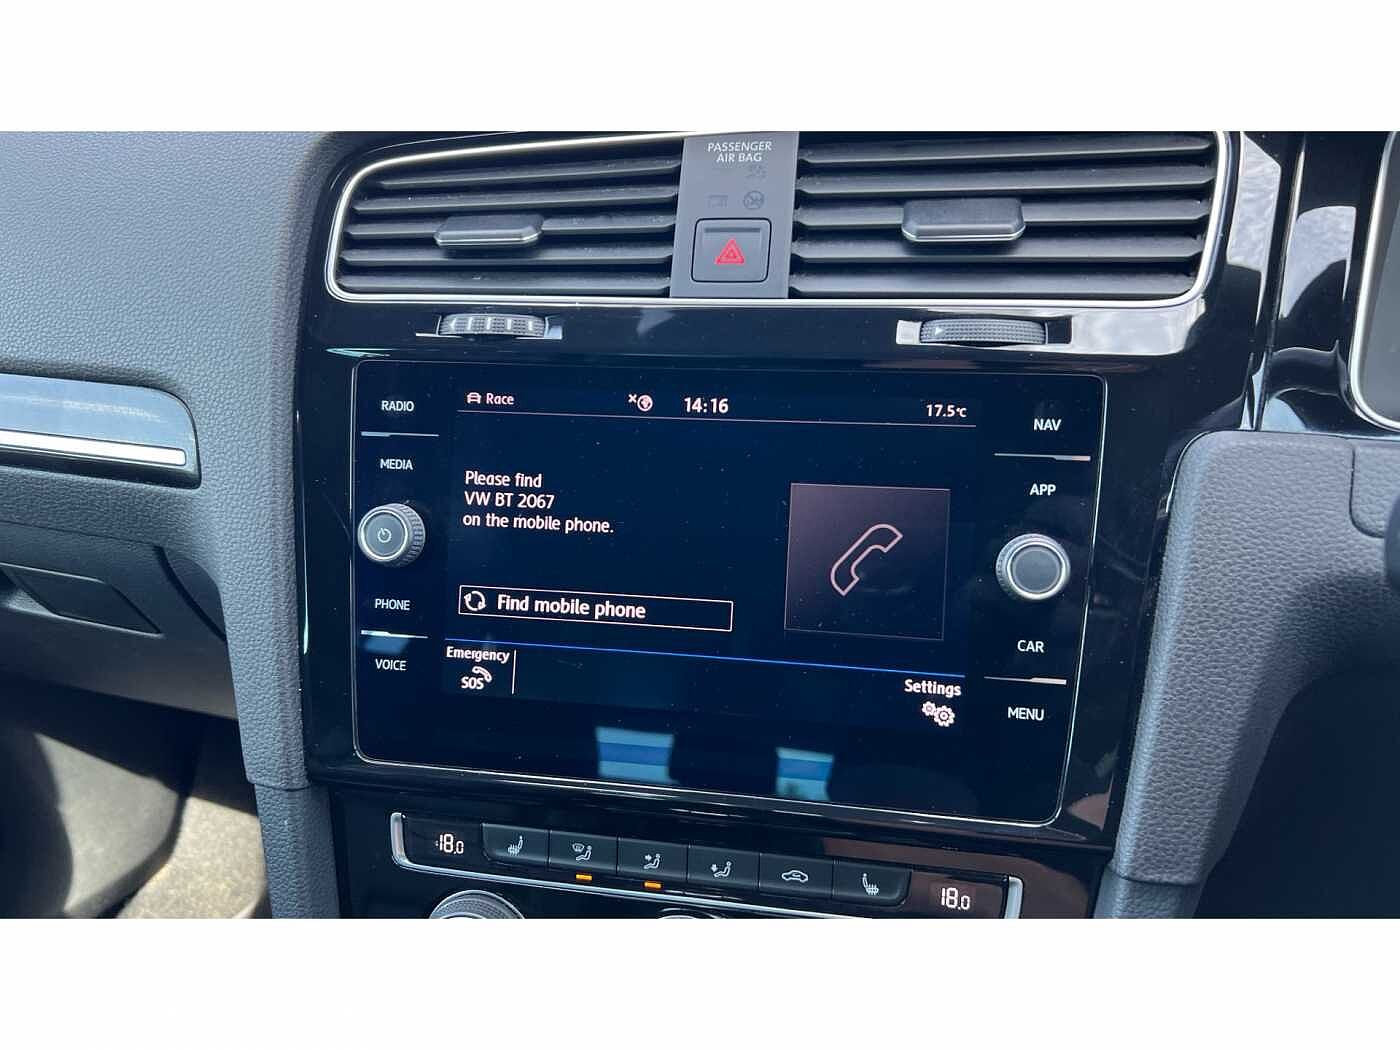 PASSENGER
AIR BAG
RADIO
MEDIA
PHONE
VOICE
Race
14:16
17.5°C
Please find
VW BT 2067
on the mobile phone.
Find mobile phone
Emergency
SOS
Settings
NAV
APP
CAR
MENU
18.0
18.0